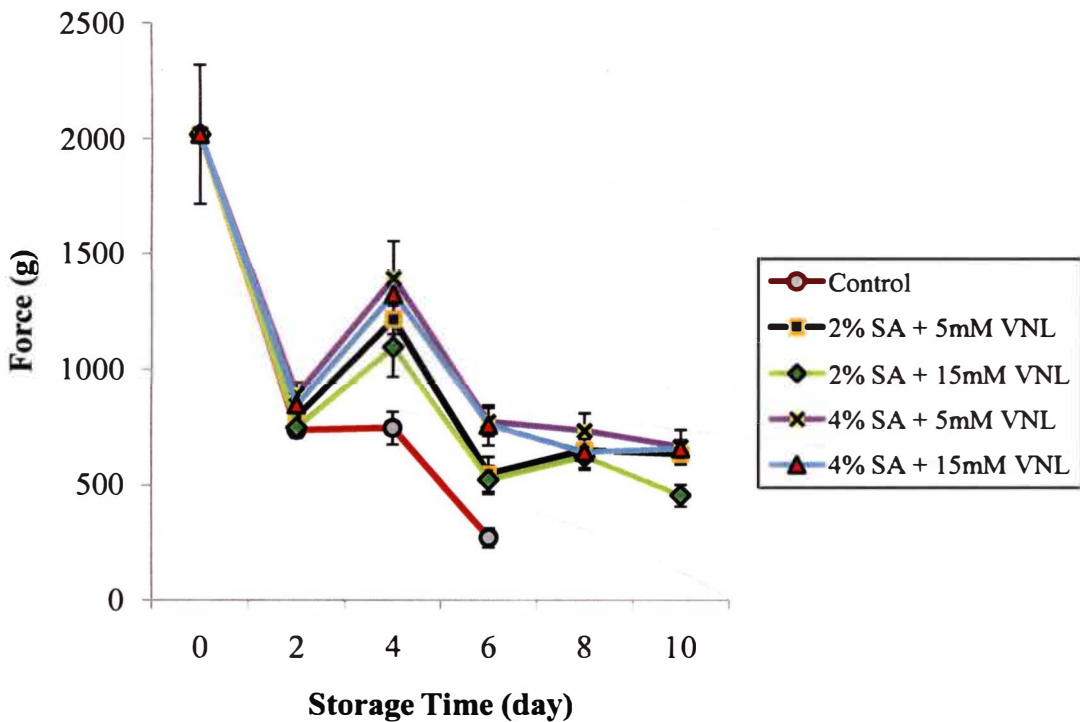 2500
2000
1500
1000
500
0
Force (g)
0 2 4 6 8 10
Storage Time (day)
Control
2% SA + 5mM VNL
2% SA + 15mM VNL
4% SA + 5mM VNL
4% SA + 15mM VNL